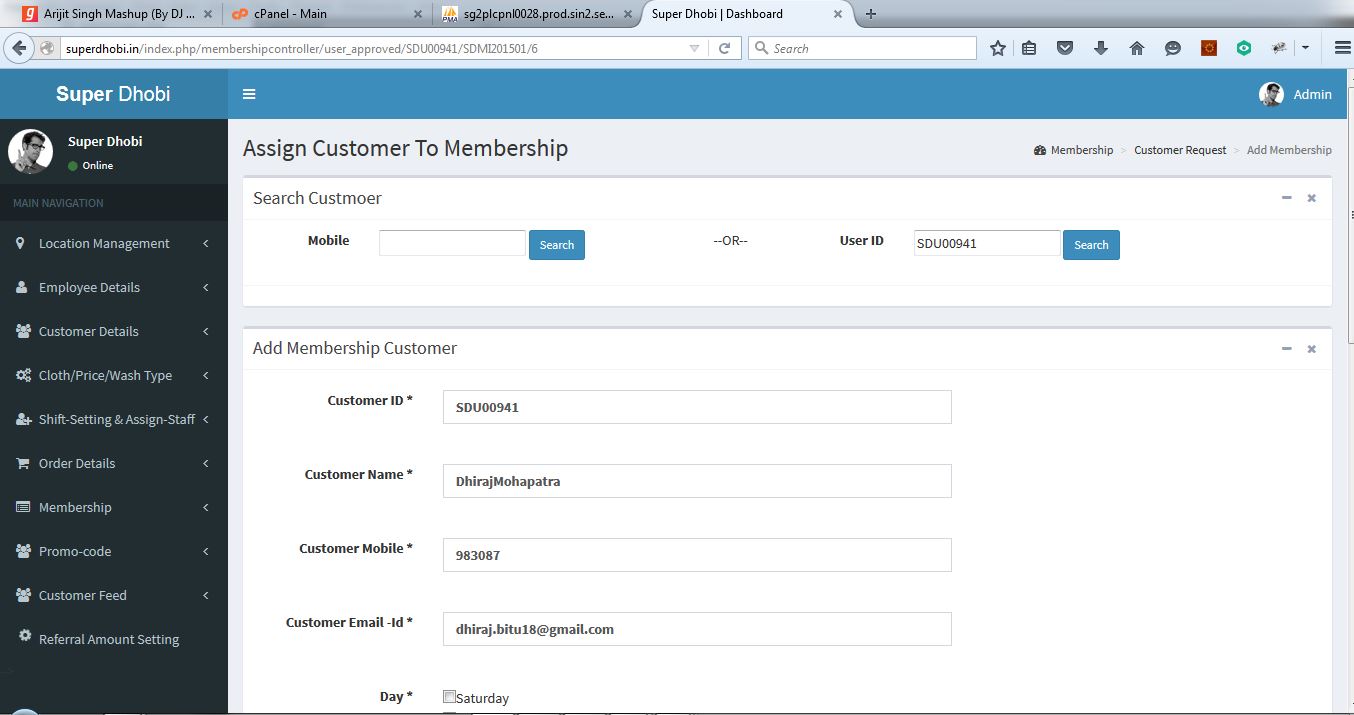 Arijit Singh Mashup (By DJ ...
cPanel - Main
sg2plcpnl0028.prod.sin2.se...
Super Dhobi | Dashboard
superdhobi.in/index.php/membershipcontroller/user_approved/SDU00941/SDMI201501/6
Search
Super Dhobi
Admin
Super Dhobi
Online
MAIN NAVIGATION
Location Management
Employee Details
Customer Details
Cloth/Price/Wash Type
Shift-Setting & Assign-Staff
Order Details
Membership
Promo-code
Customer Feed
Referral Amount Setting
Assign Customer To Membership
Membership > Customer Request > Add Membership
Search Custmoer
Mobile Search --OR-- User ID SDU00941 Search
Add Membership Customer
Customer ID * SDU00941
Customer Name * DhirajMohapatra
Customer Mobile * 983087
Customer Email -Id * dhiraj.bitu18@gmail.com
Day * Saturday